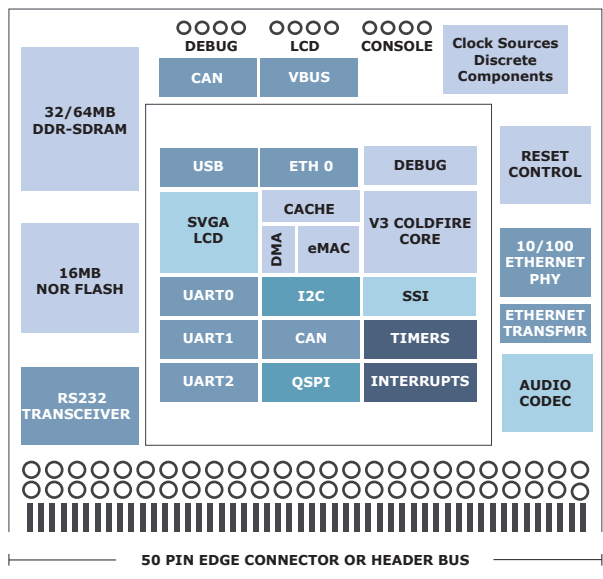 DEBUG LCD CONSOLE
Clock Sources
Discrete
Components
CAN VBUS
32/64MB
DDR-SDRAM
RESET
CONTROL
USB ETH 0 DEBUG
SVGA
LCD
CACHE
DMA
eMAC
V3 COLDFIRE
CORE
16MB
NOR FLASH
10/100
ETHERNET
PHY
UART0 I2C SSI
ETHERNET
TRANSFMR
UART1 CAN TIMERS
UART2 QSPI INTERRUPTS
RS232
TRANSCEIVER
AUDIO
CODEC
50 PIN EDGE CONNECTOR OR HEADER BUS